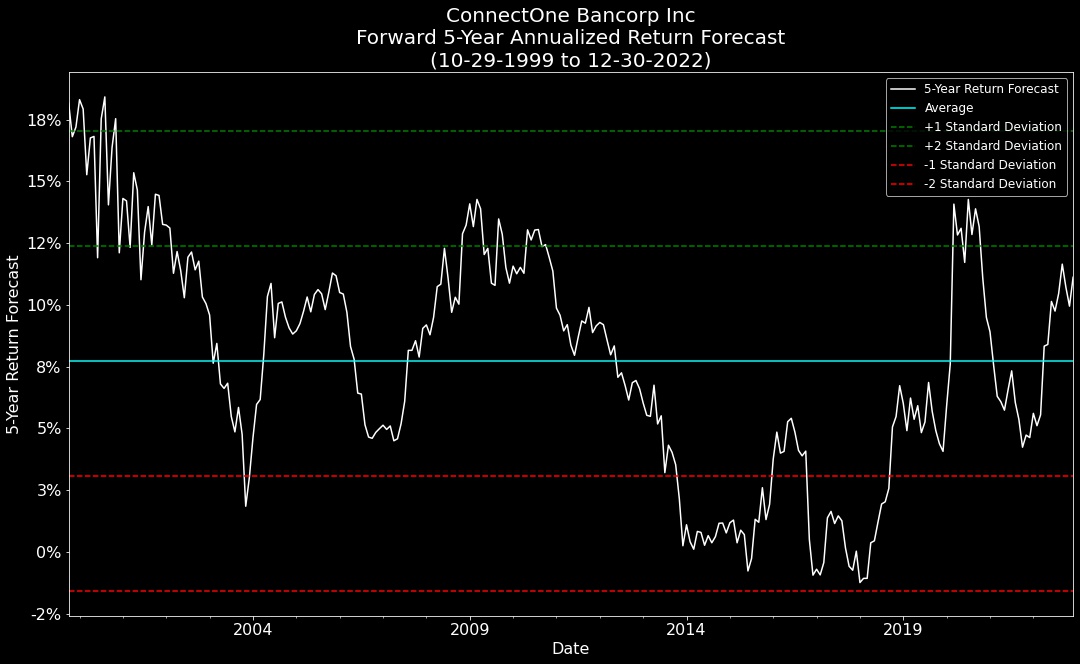 ConnectOne Bancorp Inc
Forward 5-Year Annualized Return Forecast
(10-29-1999 to 12-30-2022)
5-Year Return Forecast
Average
+1 Standard Deviation
+2 Standard Deviation
-1 Standard Deviation
-2 Standard Deviation
5-Year Return Forecast
18%
15%
12%
10%
8%
5%
3%
0%
-2%
2004
2009
2014
2019
Date